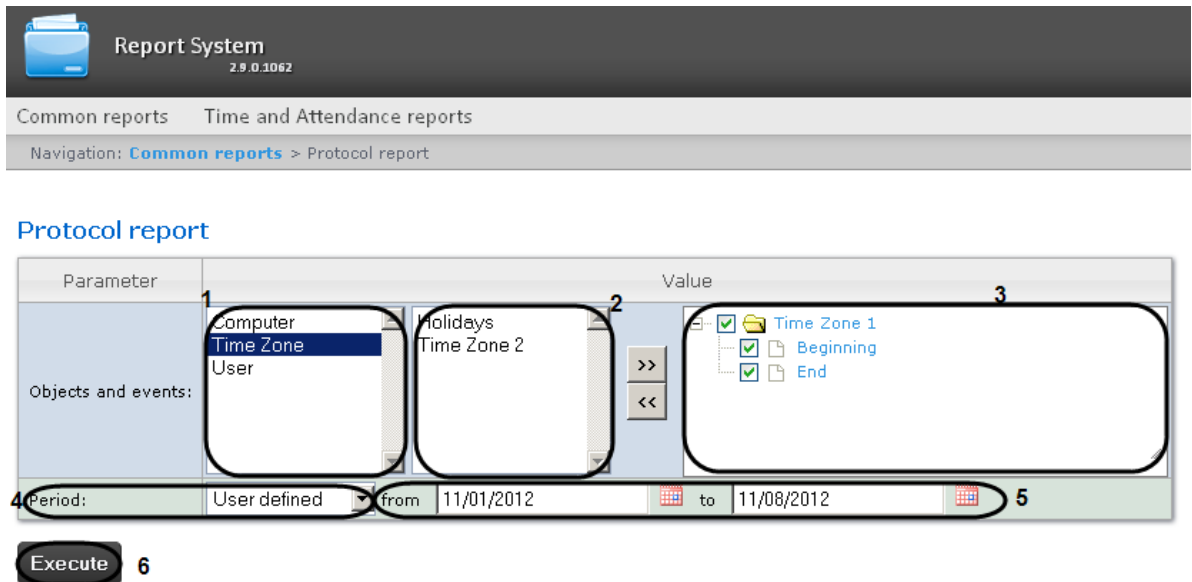 Report System
2.9.0.1062
Common reports Time and Attendance reports
Navigation: Common reports > Protocol report
Protocol report
Parameter Value
1 2 3
Computer Holidays Time Zone 1
Time Zone Time Zone 2 Beginning
User >> End
Objects and events:
<<
4 Period: User defined from 11/01/2012 to 11/08/2012 5
Execute 6